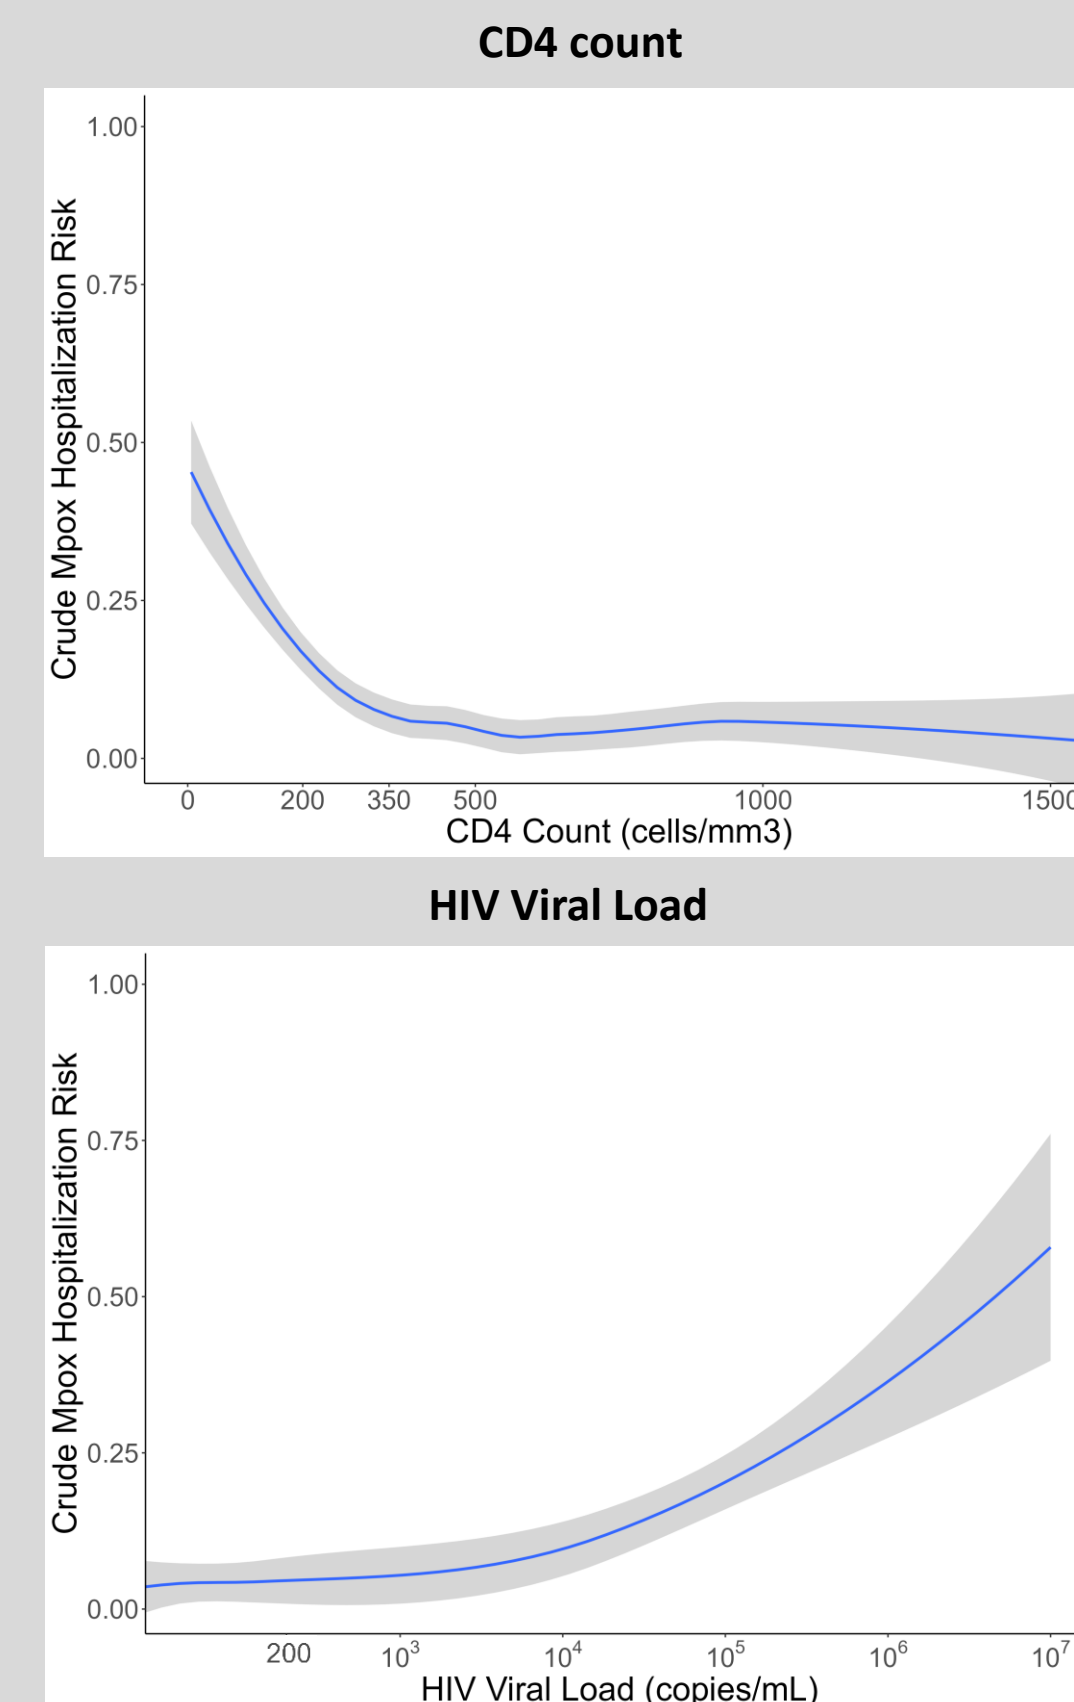 CD4 count
Crude Mpox Hospitalization Risk
1.00
0.75
0.50
0.25
0.00
0 200 350 500 1000 1500
CD4 Count (cells/mm3)
HIV Viral Load
Crude Mpox Hospitalization Risk
1.00
0.75
0.50
0.25
0.00
200 10³ 10⁴ 10⁵ 10⁶ 10⁷
HIV Viral Load (copies/mL)